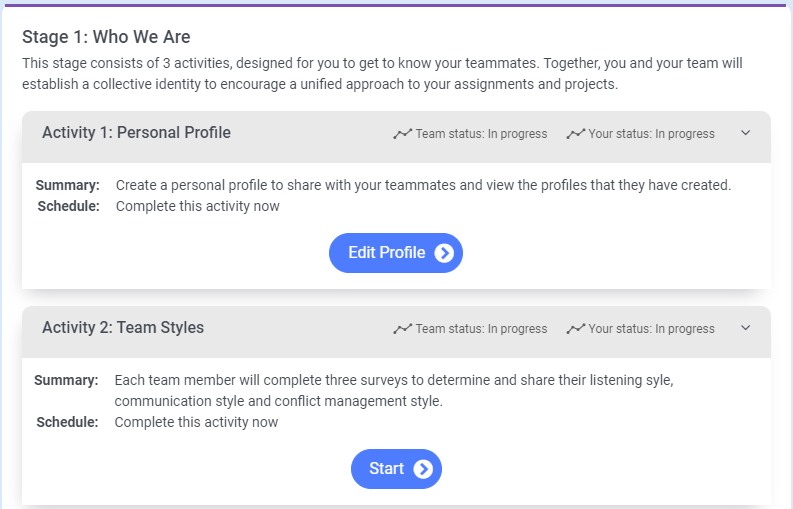 Stage 1: Who We Are
This stage consists of 3 activities, designed for you to get to know your teammates. Together, you and your team will
establish a collective identity to encourage a unified approach to your assignments and projects.
Activity 1: Personal Profile Team status: In progress Your status: In progress
Summary: Create a personal profile to share with your teammates and view the profiles that they have created.
Schedule: Complete this activity now
Edit Profile
Activity 2: Team Styles Team status: In progress Your status: In progress
Summary: Each team member will complete three surveys to determine and share their listening syle,
communication style and conflict management style.
Schedule: Complete this activity now
Start